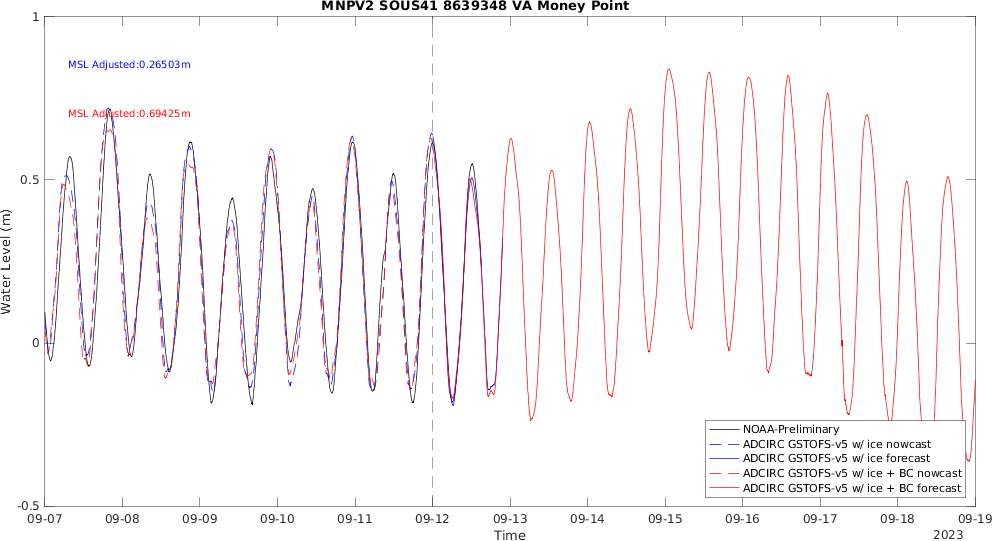 MNPV2 SOUS41 8639348 VA Money Point
MSL Adjusted:0.26503m
MSL Adjusted:0.69425m
Water Level (m)
1
0.5
0
-0.5
09-07 09-08 09-09 09-10 09-11 09-12 09-13 09-14 09-15 09-16 09-17 09-18 09-19
Time
2023
NOAA-Preliminary
ADCIRC GSTOFS-v5 w/ ice nowcast
ADCIRC GSTOFS-v5 w/ ice forecast
ADCIRC GSTOFS-v5 w/ ice + BC nowcast
ADCIRC GSTOFS-v5 w/ ice + BC forecast